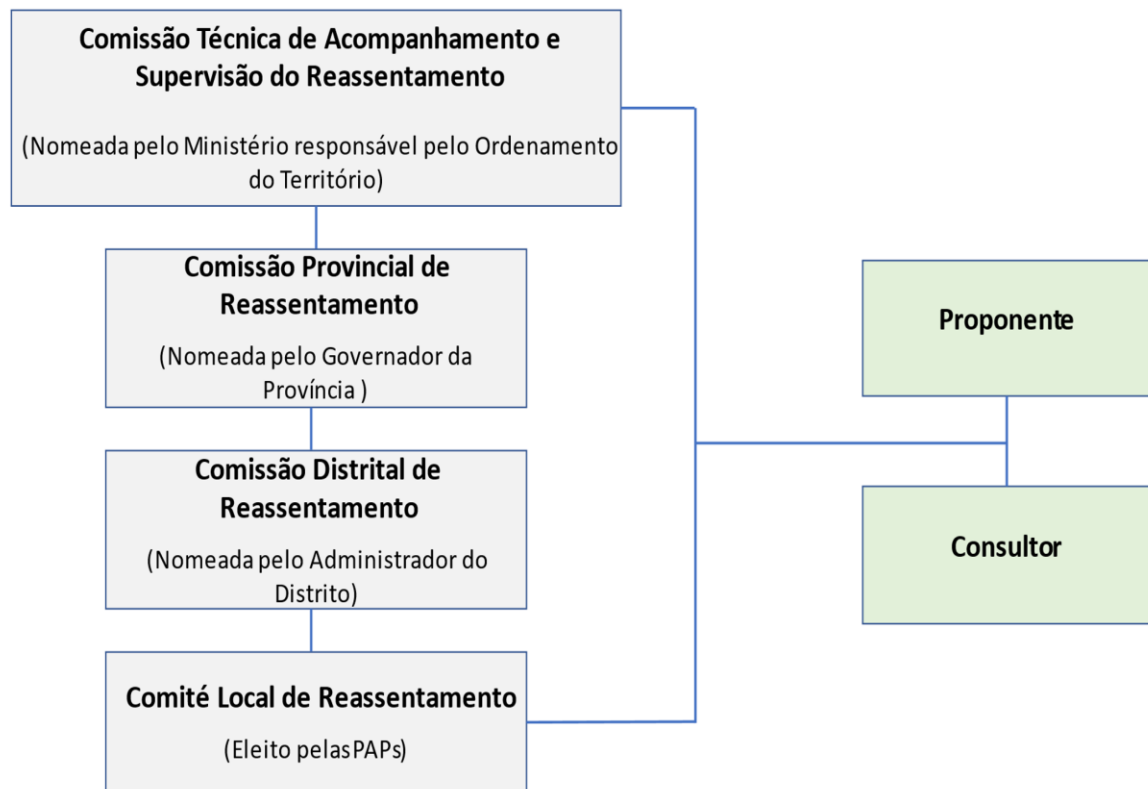 Comissão Técnica de Acompanhamento e
Supervisão do Reassentamento
(Nomeada pelo Ministério responsável pelo Ordenamento
do Território)
Comissão Provincial de
Reassentamento
(Nomeada pelo Governador da
Província )
Comissão Distrital de
Reassentamento
(Nomeada pelo Administrador do
Distrito)
Comité Local de Reassentamento
(Eleito pelasPAPs)
Proponente
Consultor